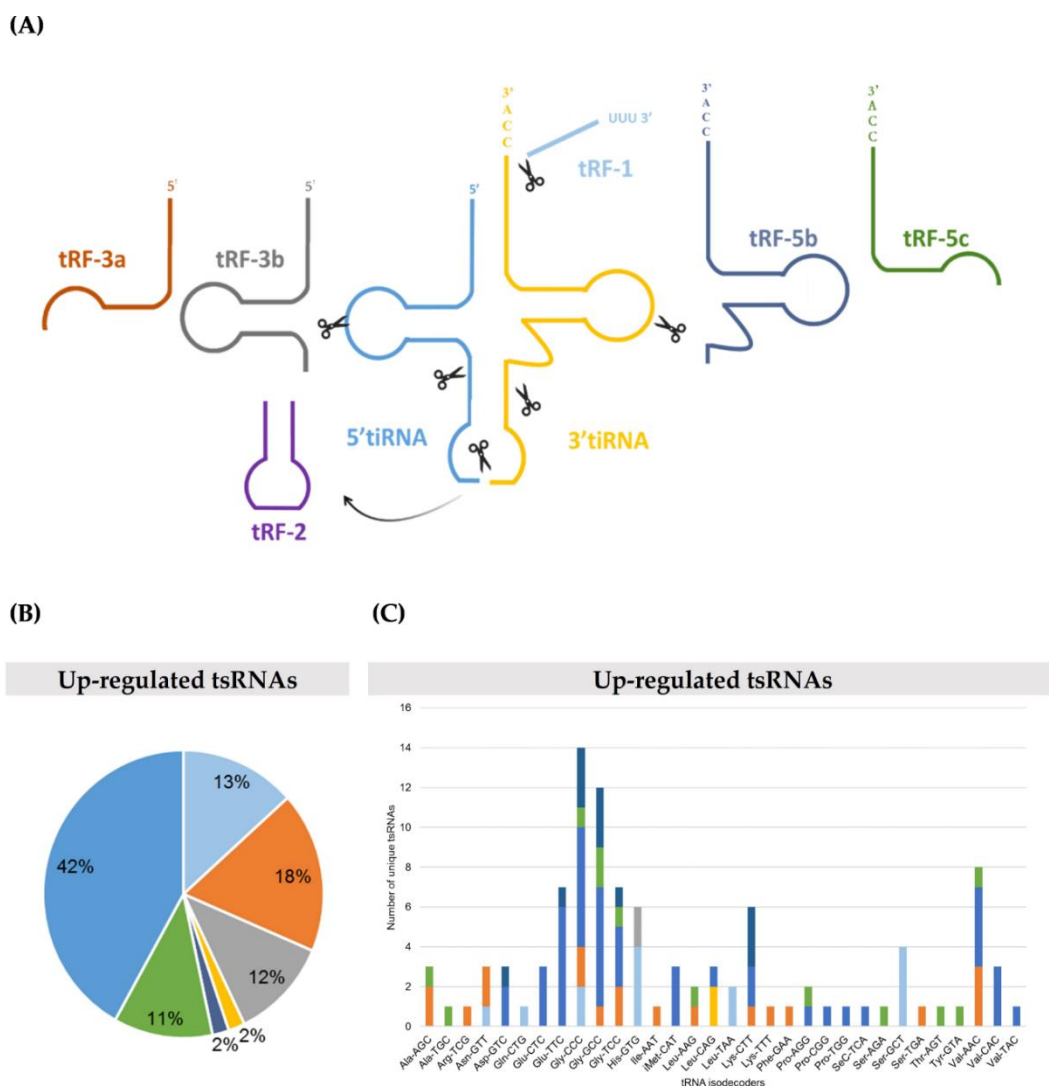 (A)
3'
A
C
C
UUU 3'
tRF-1
3'
A
C
C
3'
A
C
C
5'
5'
5'
tRF-3a
tRF-3b
tRF-5b
tRF-5c
5'tiRNA
3'tiRNA
tRF-2
(B)
(C)
Up-regulated tsRNAs
Up-regulated tsRNAs
13%
18%
12%
2%
2%
11%
42%
Number of unique tsRNAs
16
14
12
10
8
6
4
2
0
Ala-AGC
Ala-TGC
Arg-TCG
Asn-GTT
Asp-GTC
Gln-CTG
Glu-CTC
Glu-TTC
Gly-CCC
Gly-GCC
Gly-TCC
His-GTG
Ile-AAT
iMet-CAT
Leu-AAG
Leu-CAG
Leu-TAA
Lys-CTT
Lys-TTT
Phe-GAA
Pro-AGG
Pro-CGG
Pro-TGG
SeC-TCA
Ser-AGA
Ser-GCT
Ser-TGA
Thr-AGT
Tyr-GTA
Val-AAC
Val-CAC
Val-TAC
tRNA isodecoders